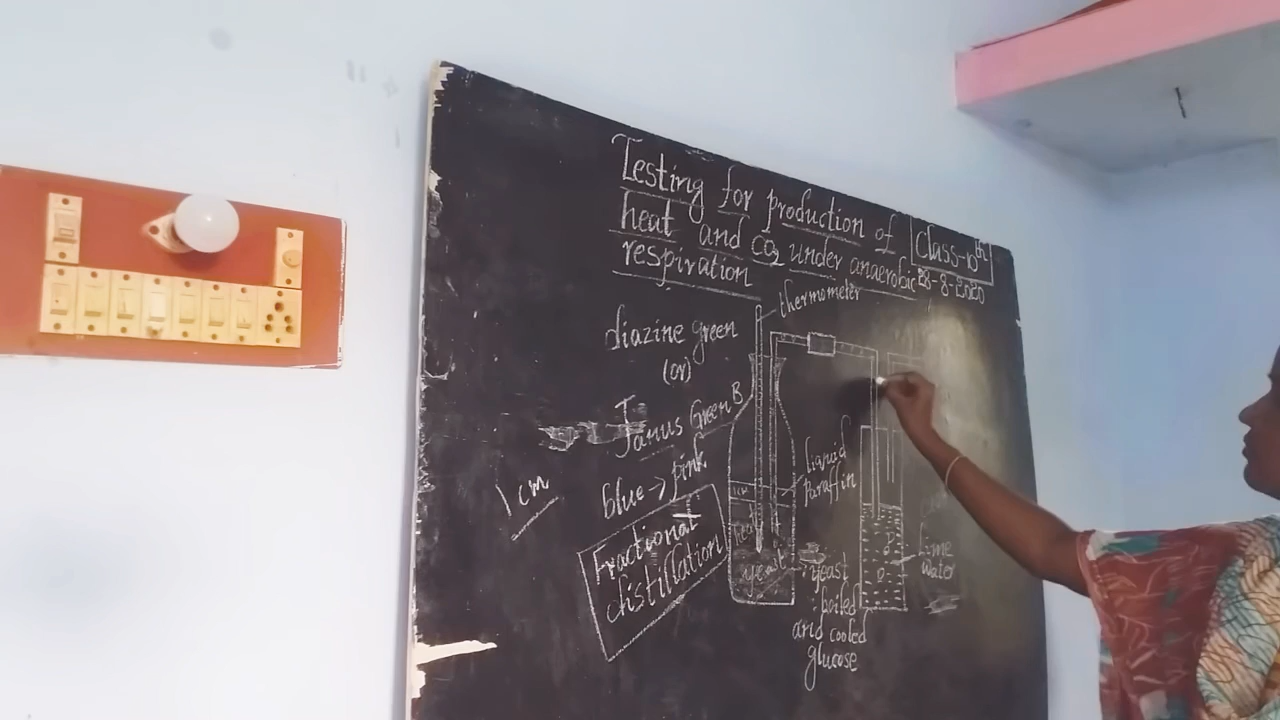 Testing for production of
heat and CO2 under anaerobic
respiration
Class-10th
28-8-2020
thermometer
diazine green
(or)
Janus Green B
blue → pink
1 cm
Fractional
distillation
liquid
Paraffin
1cm
yeast
yeast
boiled
and cooled
glucose
Lime
water